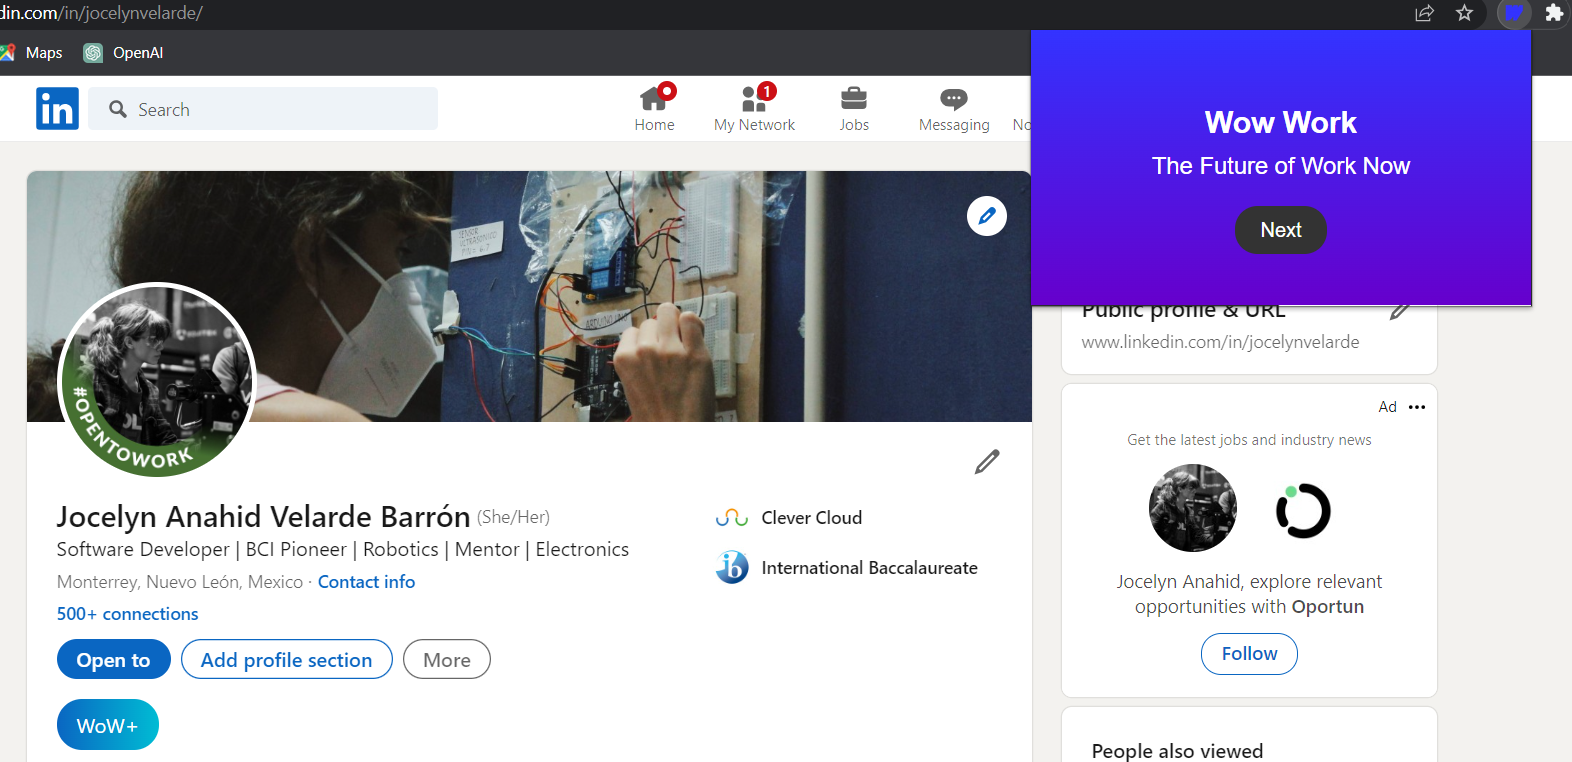 din.com/in/jocelynvelarde/
Maps
OpenAI
in
Search
Home
1
My Network
Jobs
Messaging
No
Wow Work
The Future of Work Now
Next
SENSOR
ULTRASONICO
#OPENTOWORK
Jocelyn Anahid Velarde Barrón (She/Her)
Software Developer | BCI Pioneer | Robotics | Mentor | Electronics
Monterrey, Nuevo León, Mexico · Contact info
500+ connections
Open to
Add profile section
More
WoW+
Clever Cloud
ib
International Baccalaureate
Public profile & URL
www.linkedin.com/in/jocelynvelarde
Ad
Get the latest jobs and industry news
Jocelyn Anahid, explore relevant
opportunities with Oportun
Follow
People also viewed